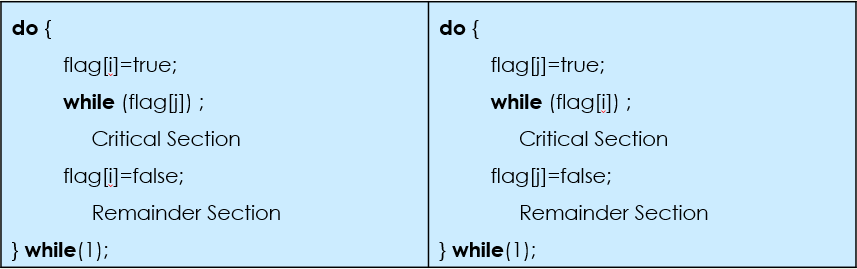 do {
flag[i]=true;
while (flag[j]) ;
Critical Section
flag[i]=false;
Remainder Section
} while(1);
do {
flag[j]=true;
while (flag[i]) ;
Critical Section
flag[j]=false;
Remainder Section
} while(1);